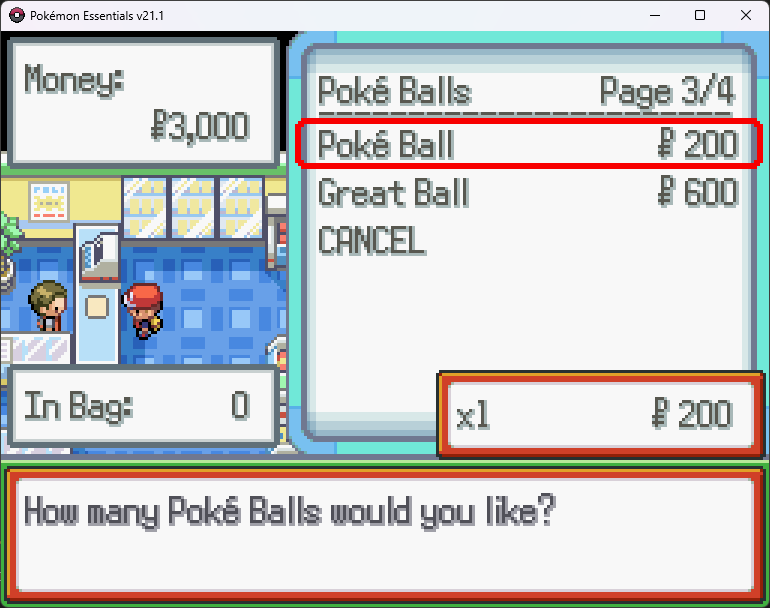 Pokémon Essentials v21.1
Money:
₽3,000
Poké Balls Page 3/4
Poké Ball ₽ 200
Great Ball ₽ 600
CANCEL
In Bag: 0
x1 ₽ 200
How many Poké Balls would you like?